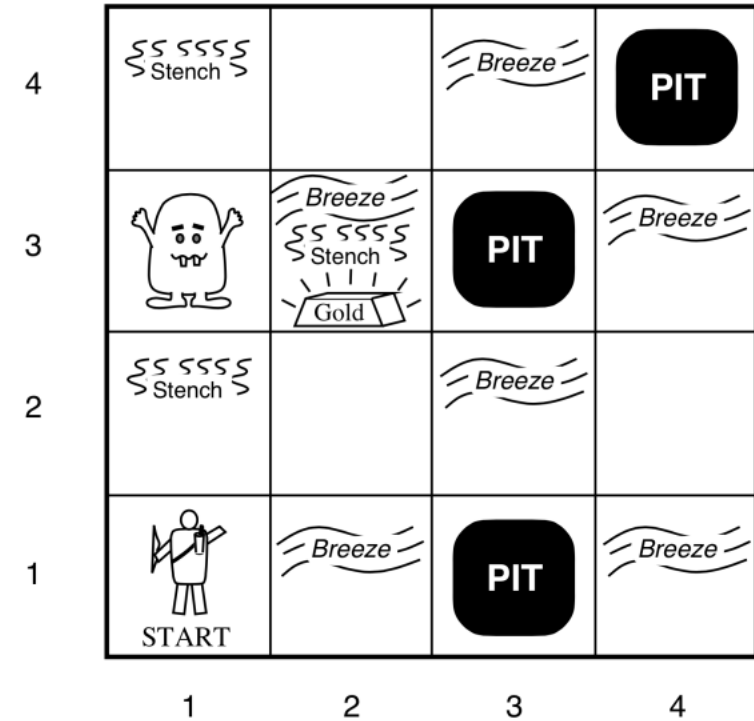 4
Stench
Breeze
PIT
3
Breeze
Stench
Gold
PIT
Breeze
2
Stench
Breeze
1
START
Breeze
PIT
Breeze
1 2 3 4